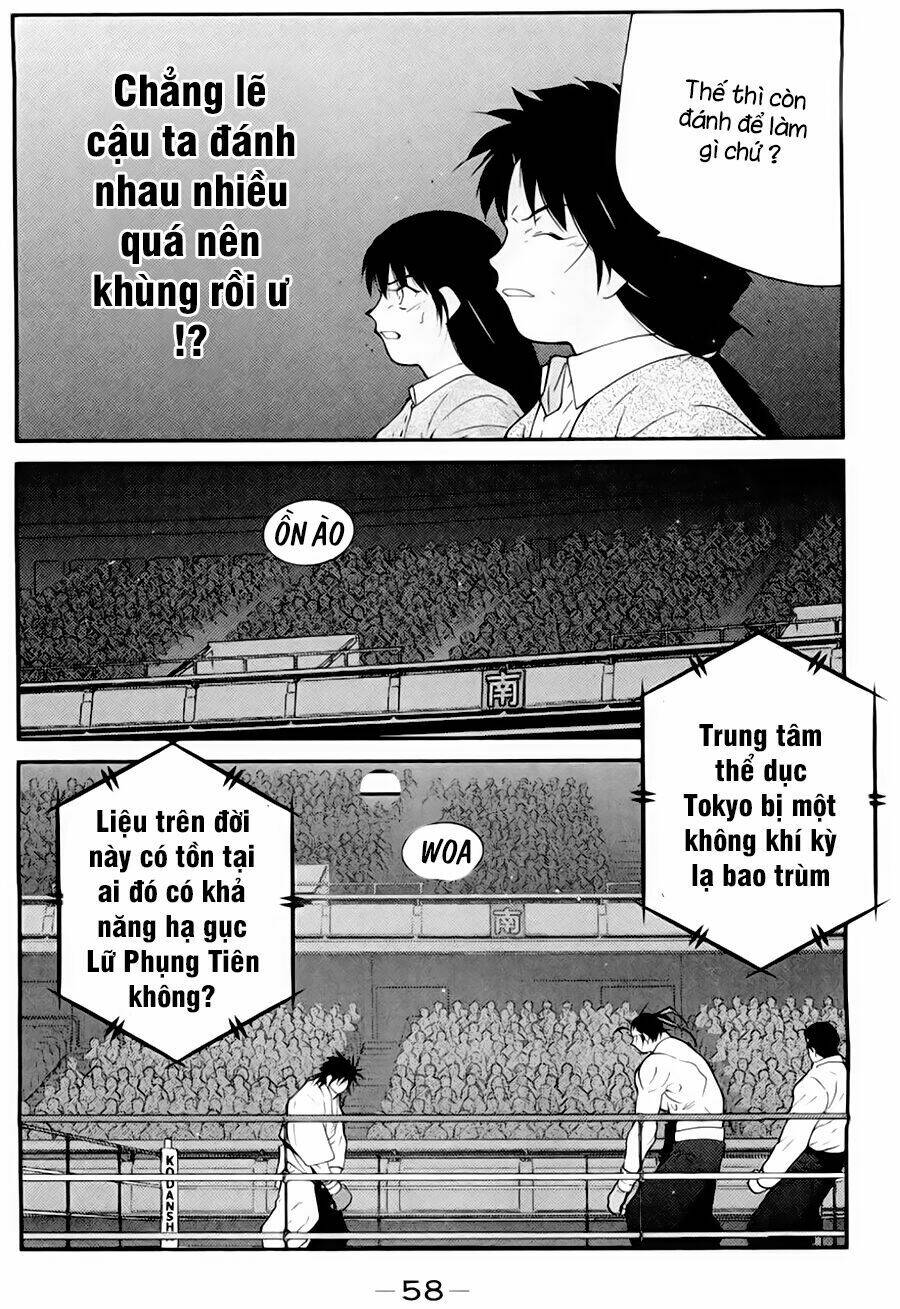 Thế thì còn
đánh để làm
gì chứ ?
Chẳng lẽ
cậu ta đánh
nhau nhiều
quá nên
khùng rồi ư
!?
ỒN ÀO
南
Trung tâm
thể dục
Tokyo bị một
không khí kỳ
lạ bao trùm
Liệu trên đời
này có tồn tại
ai đó có khả
năng hạ gục
Lữ Phụng Tiên
không?
WOA
南
KODANSH
-58-